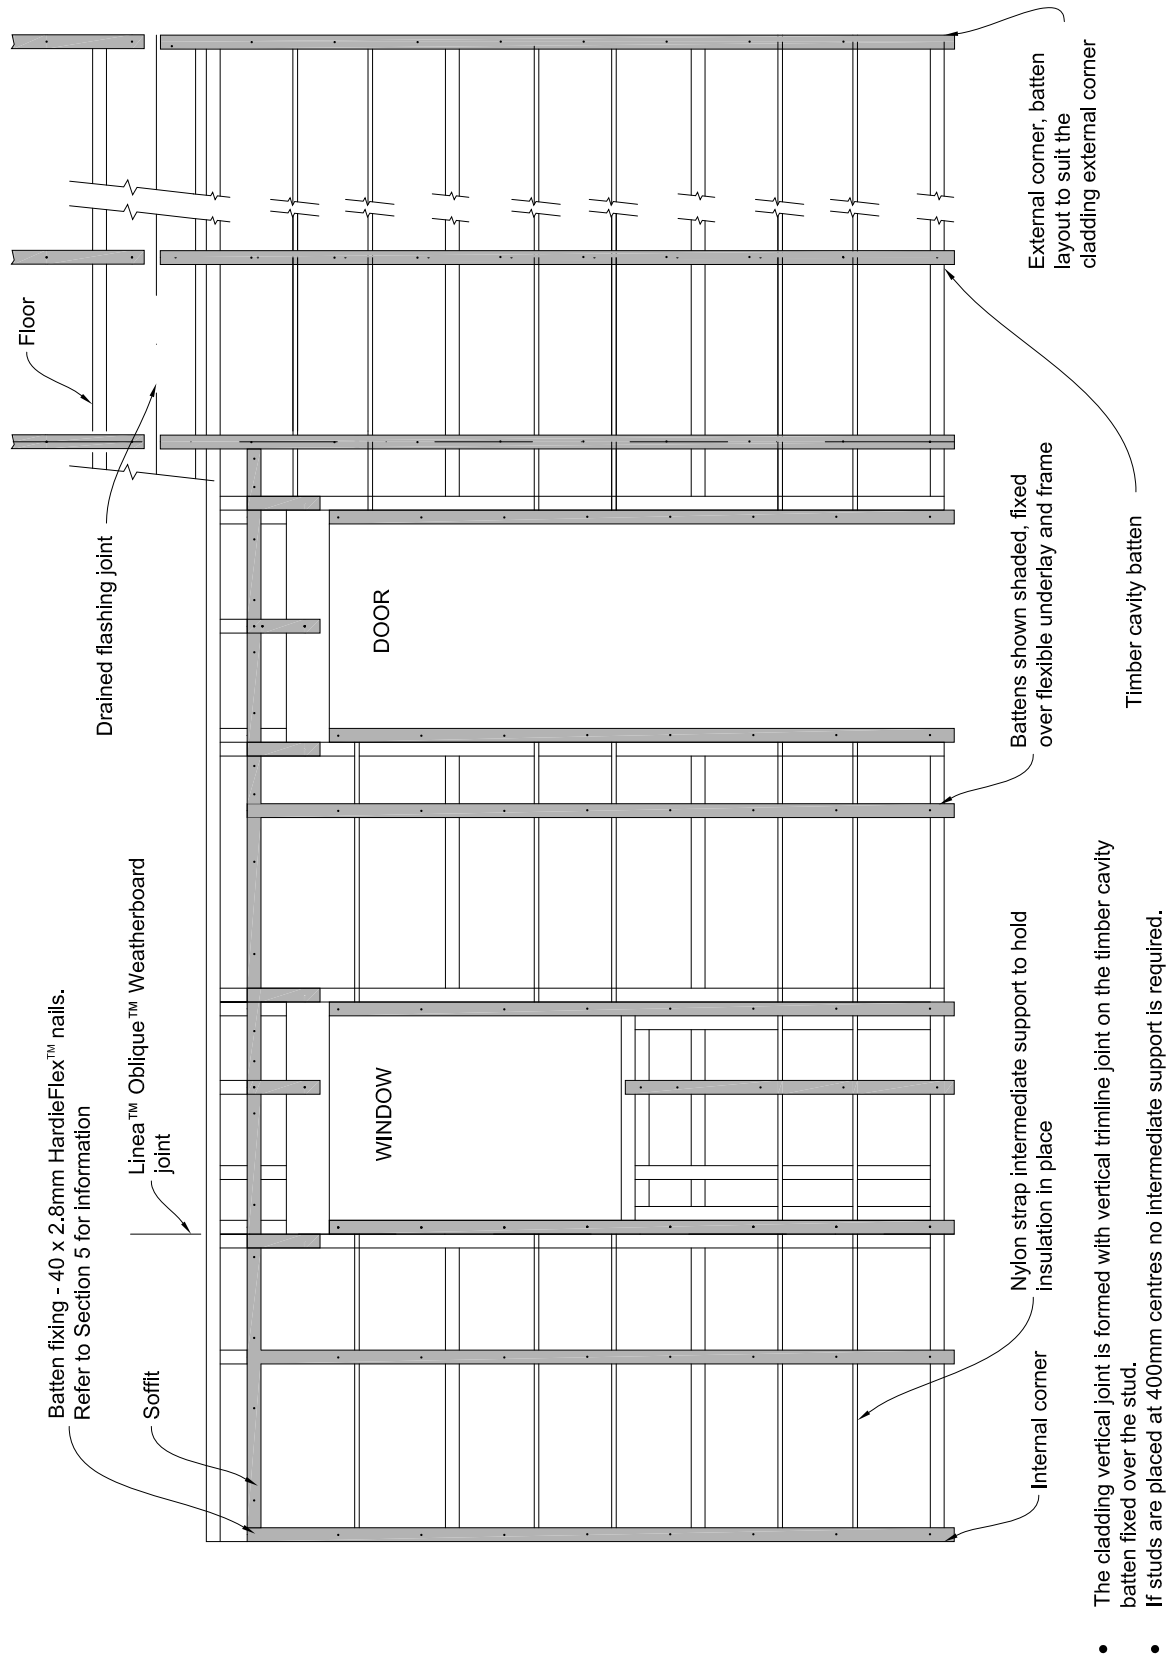 Batten fixing - 40 x 2.8mm HardieFlex™ nails.
Refer to Section 5 for information
Soffit
Linea™ Oblique™ Weatherboard
joint
Drained flashing joint
Floor
WINDOW
DOOR
Internal corner
Nylon strap intermediate support to hold
insulation in place
Battens shown shaded, fixed
over flexible underlay and frame
Timber cavity batten
External corner, batten
layout to suit the
cladding external corner
• The cladding vertical joint is formed with vertical trimline joint on the timber cavity
batten fixed over the stud.
• If studs are placed at 400mm centres no intermediate support is required.